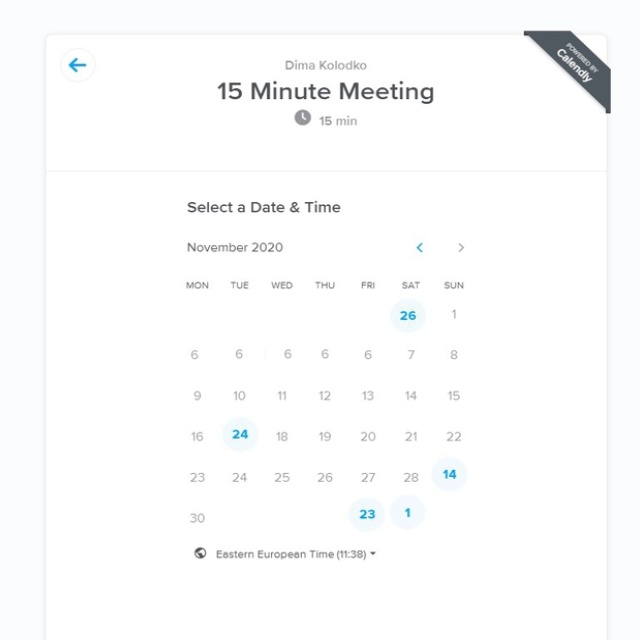 POWERED BY
Calendly
Dima Kolodko
15 Minute Meeting
15 min
Select a Date & Time
November 2020
MON TUE WED THU FRI SAT SUN
26 1
6 6 6 6 6 7 8
9 10 11 12 13 14 15
16 24 18 19 20 21 22
23 24 25 26 27 28 14
30 23 1
Eastern European Time (11:38)